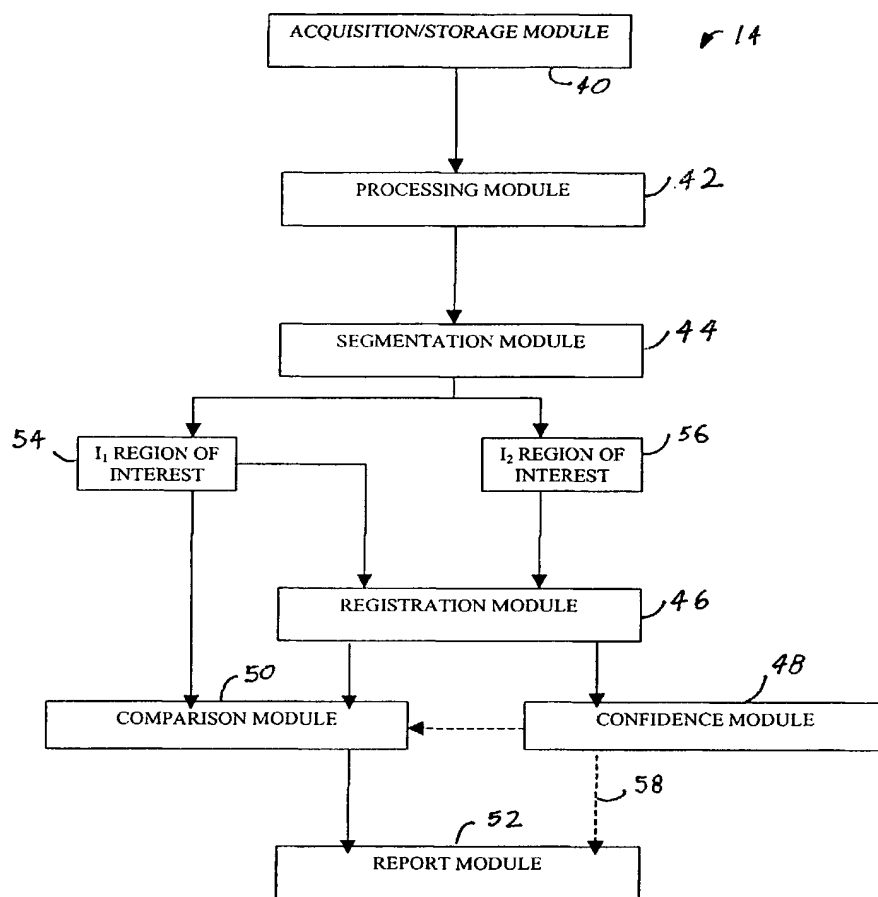 ACQUISITION/STORAGE MODULE
14
40
PROCESSING MODULE
42
SEGMENTATION MODULE
44
54
I₁ REGION OF
INTEREST
I₂ REGION OF
INTEREST
56
REGISTRATION MODULE
46
50
COMPARISON MODULE
48
CONFIDENCE MODULE
58
52
REPORT MODULE